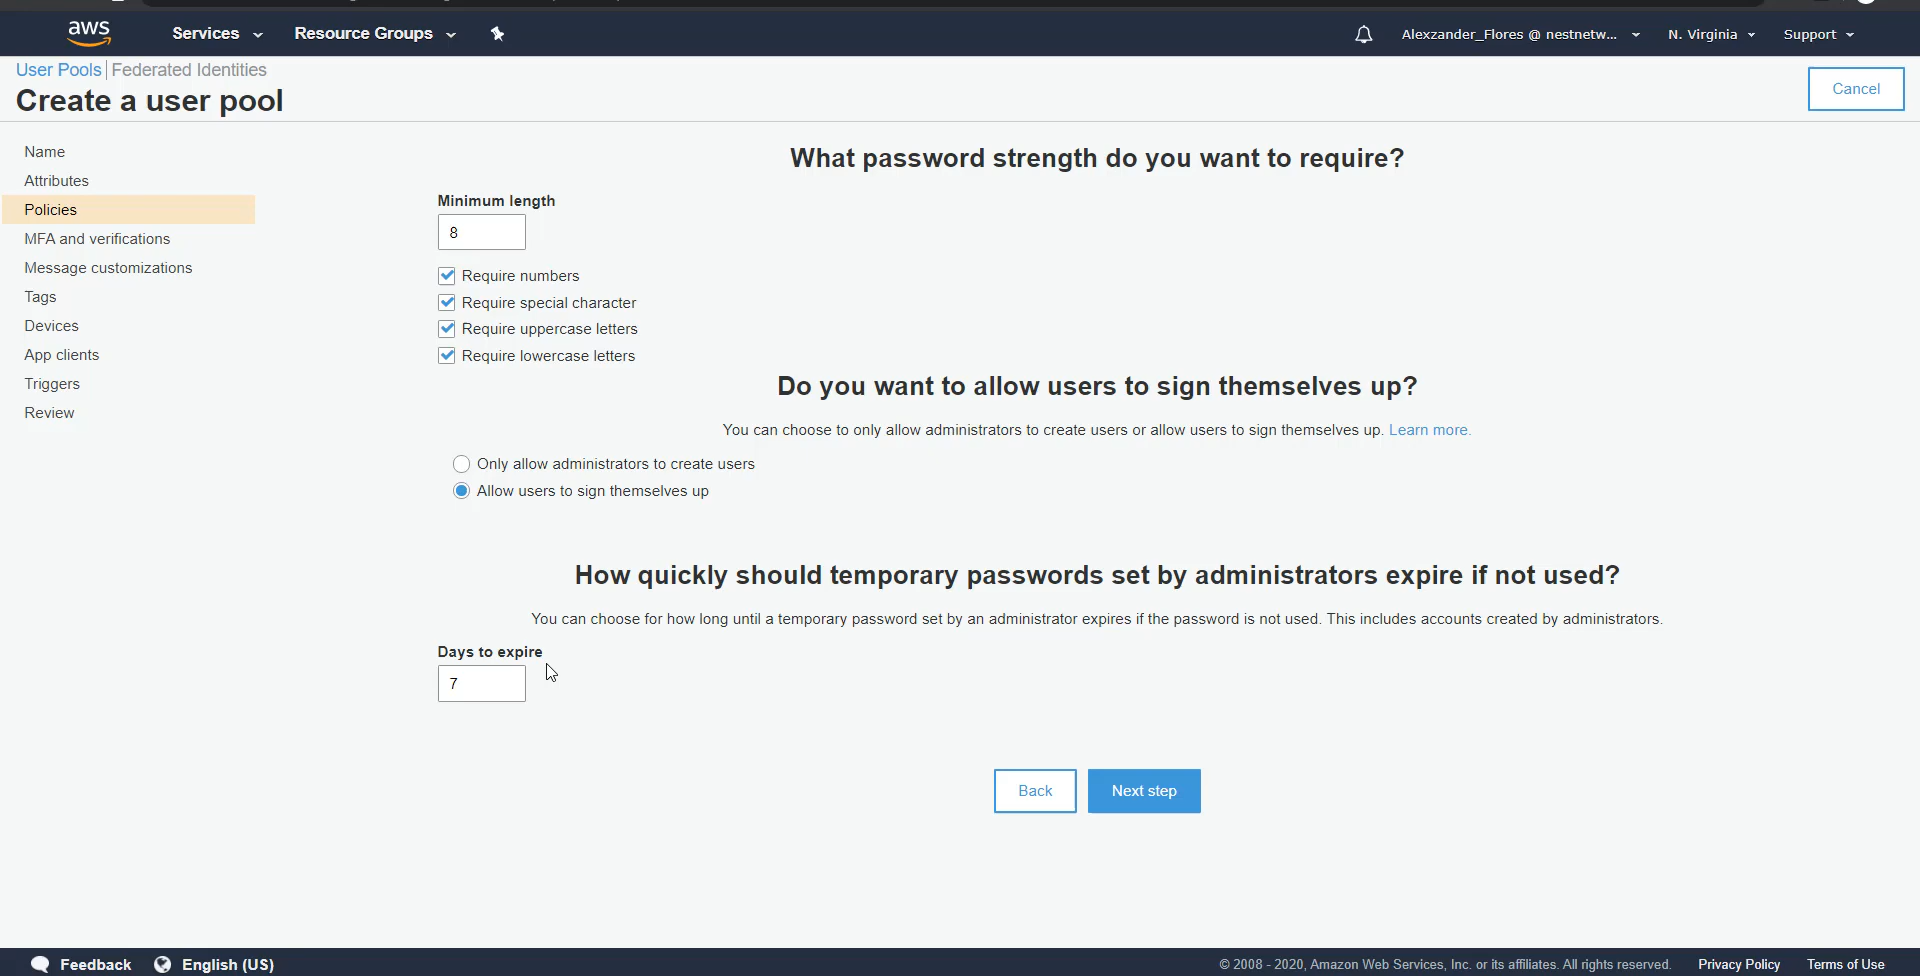 aws Services Resource Groups Alexzander_Flores @ nestnetw... N. Virginia Support
User Pools Federated Identities
Create a user pool
Cancel
Name
Attributes
Policies
MFA and verifications
Message customizations
Tags
Devices
App clients
Triggers
Review
What password strength do you want to require?
Minimum length
8
Require numbers
Require special character
Require uppercase letters
Require lowercase letters
Do you want to allow users to sign themselves up?
You can choose to only allow administrators to create users or allow users to sign themselves up. Learn more.
Only allow administrators to create users
Allow users to sign themselves up
How quickly should temporary passwords set by administrators expire if not used?
You can choose for how long until a temporary password set by an administrator expires if the password is not used. This includes accounts created by administrators.
Days to expire
7
Back Next step
Feedback English (US) © 2008 - 2020, Amazon Web Services, Inc. or its affiliates. All rights reserved. Privacy Policy Terms of Use